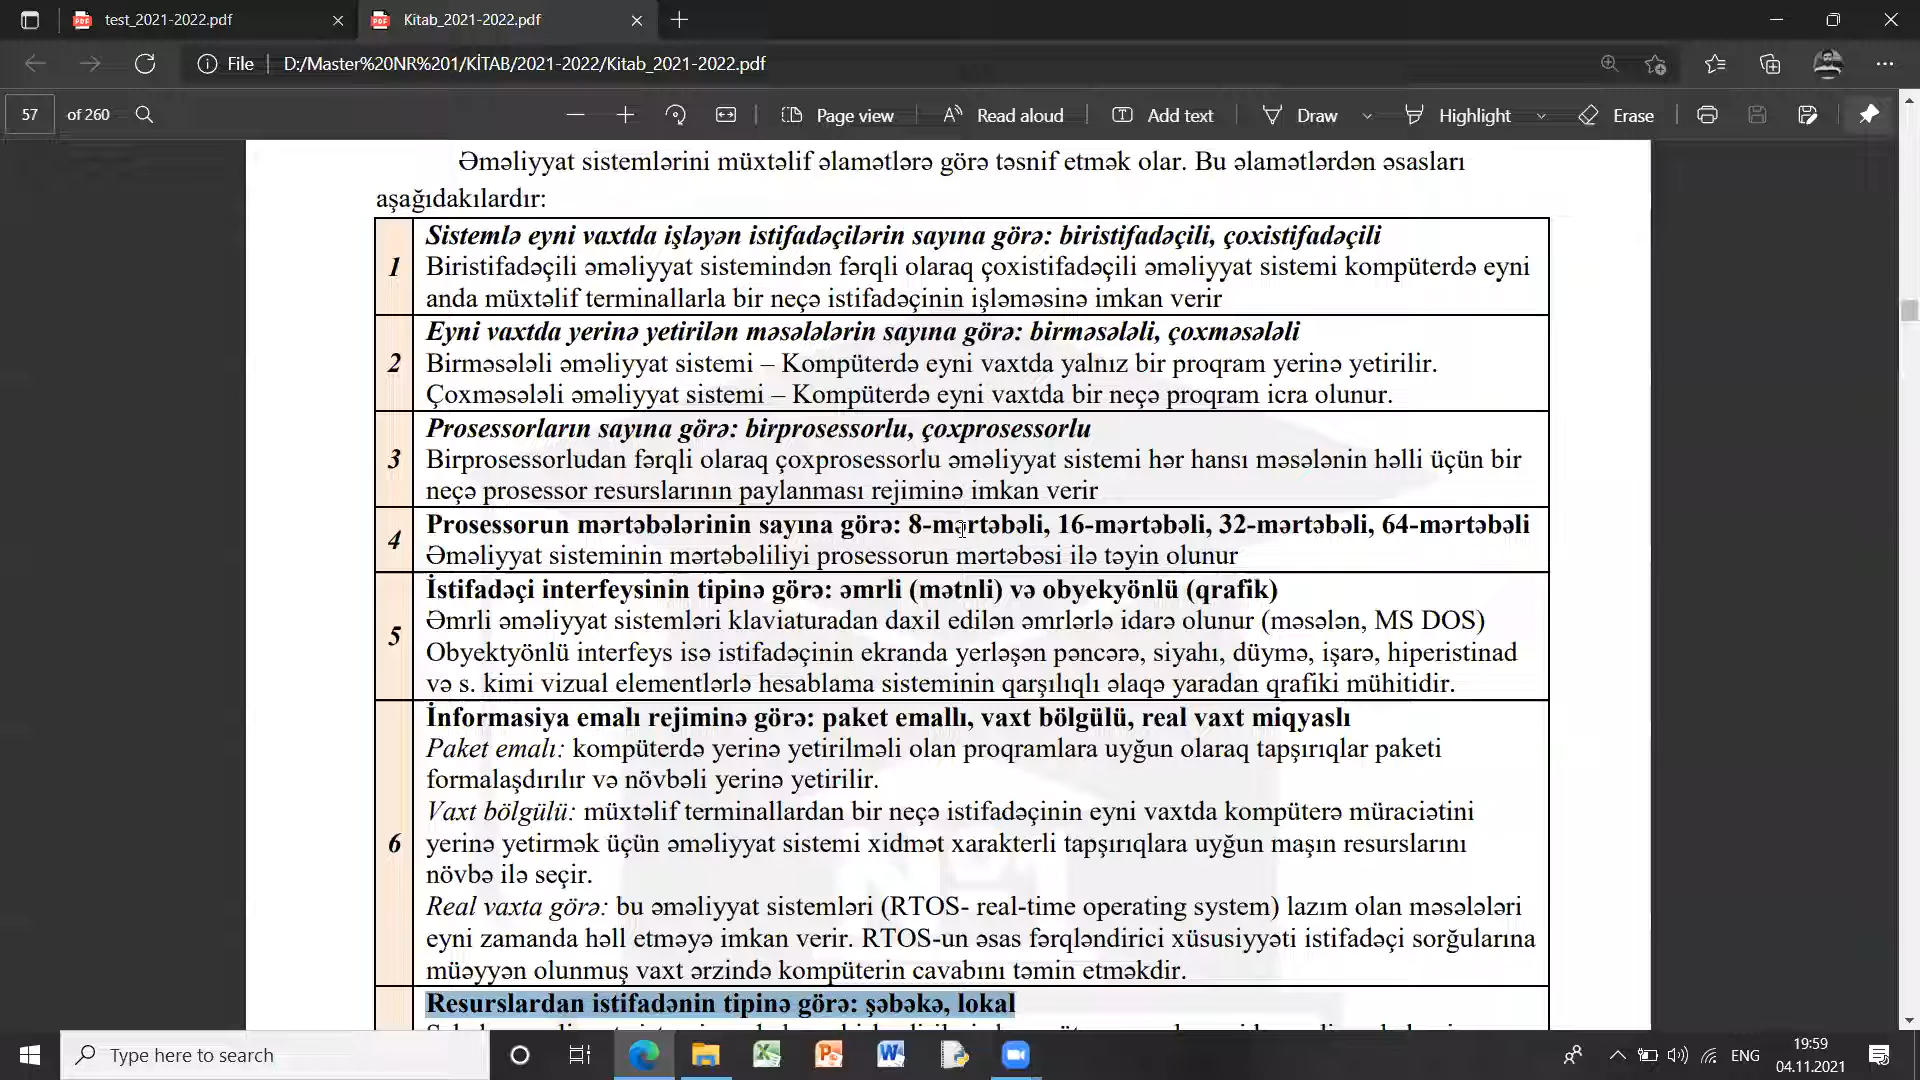 test_2021-2022.pdf
Kitab_2021-2022.pdf
File
D:/Master%20NR%201/KİTAB/2021-2022/Kitab_2021-2022.pdf
57 of 260
Page view
Read aloud
Add text
Draw
Highlight
Erase
Əməliyyat sistemlərini müxtəlif əlamətlərə görə təsnif etmək olar. Bu əlamətlərdən əsasları
aşağıdakılardır:
Sistemlə eyni vaxtda işləyən istifadəçilərin sayına görə: biristifadəçili, çoxistifadəçili
1
Biristifadəçili əməliyyat sistemindən fərqli olaraq çoxistifadəçili əməliyyat sistemi kompüterdə eyni
anda müxtəlif terminallarla bir neçə istifadəçinin işləməsinə imkan verir
Eyni vaxtda yerinə yetirilən məsələlərin sayına görə: birməsələli, çoxməsələli
2
Birməsələli əməliyyat sistemi – Kompüterdə eyni vaxtda yalnız bir proqram yerinə yetirilir.
Çoxməsələli əməliyyat sistemi – Kompüterdə eyni vaxtda bir neçə proqram icra olunur.
Prosessorların sayına görə: birprosessorlu, çoxprosessorlu
3
Birprosessorludan fərqli olaraq çoxprosessorlu əməliyyat sistemi hər hansı məsələnin həlli üçün bir
neçə prosessor resurslarının paylanması rejiminə imkan verir
Prosessorun mərtəbələrinin sayına görə: 8-mərtəbəli, 16-mərtəbəli, 32-mərtəbəli, 64-mərtəbəli
4
Əməliyyat sisteminin mərtəbəliliyi prosessorun mərtəbəsi ilə təyin olunur
İstifadəçi interfeysinin tipinə görə: əmrli (mətnli) və obyekyönlü (qrafik)
Əmrli əməliyyat sistemləri klaviaturadan daxil edilən əmrlərlə idarə olunur (məsələn, MS DOS)
5
Obyektyönlü interfeys isə istifadəçinin ekranda yerləşən pəncərə, siyahı, düymə, işarə, hiperistinad
və s. kimi vizual elementlərlə hesablama sisteminin qarşılıqlı əlaqə yaradan qrafiki mühitidir.
İnformasiya emalı rejiminə görə: paket emallı, vaxt bölgülü, real vaxt miqyaslı
Paket emalı: kompüterdə yerinə yetirilməli olan proqramlara uyğun olaraq tapşırıqlar paketi
formalaşdırılır və növbəli yerinə yetirilir.
Vaxt bölgülü: müxtəlif terminallardan bir neçə istifadəçinin eyni vaxtda kompüterə müraciətini
6
yerinə yetirmək üçün əməliyyat sistemi xidmət xarakterli tapşırıqlara uyğun maşın resurslarını
növbə ilə seçir.
Real vaxta görə: bu əməliyyat sistemləri (RTOS- real-time operating system) lazım olan məsələləri
eyni zamanda həll etməyə imkan verir. RTOS-un əsas fərqləndirici xüsusiyyəti istifadəçi sorğularına
müəyyən olunmuş vaxt ərzində kompüterin cavabını təmin etməkdir.
Resurslardan istifadənin tipinə görə: şəbəkə, lokal
Type here to search
ENG
19:59
04.11.2021